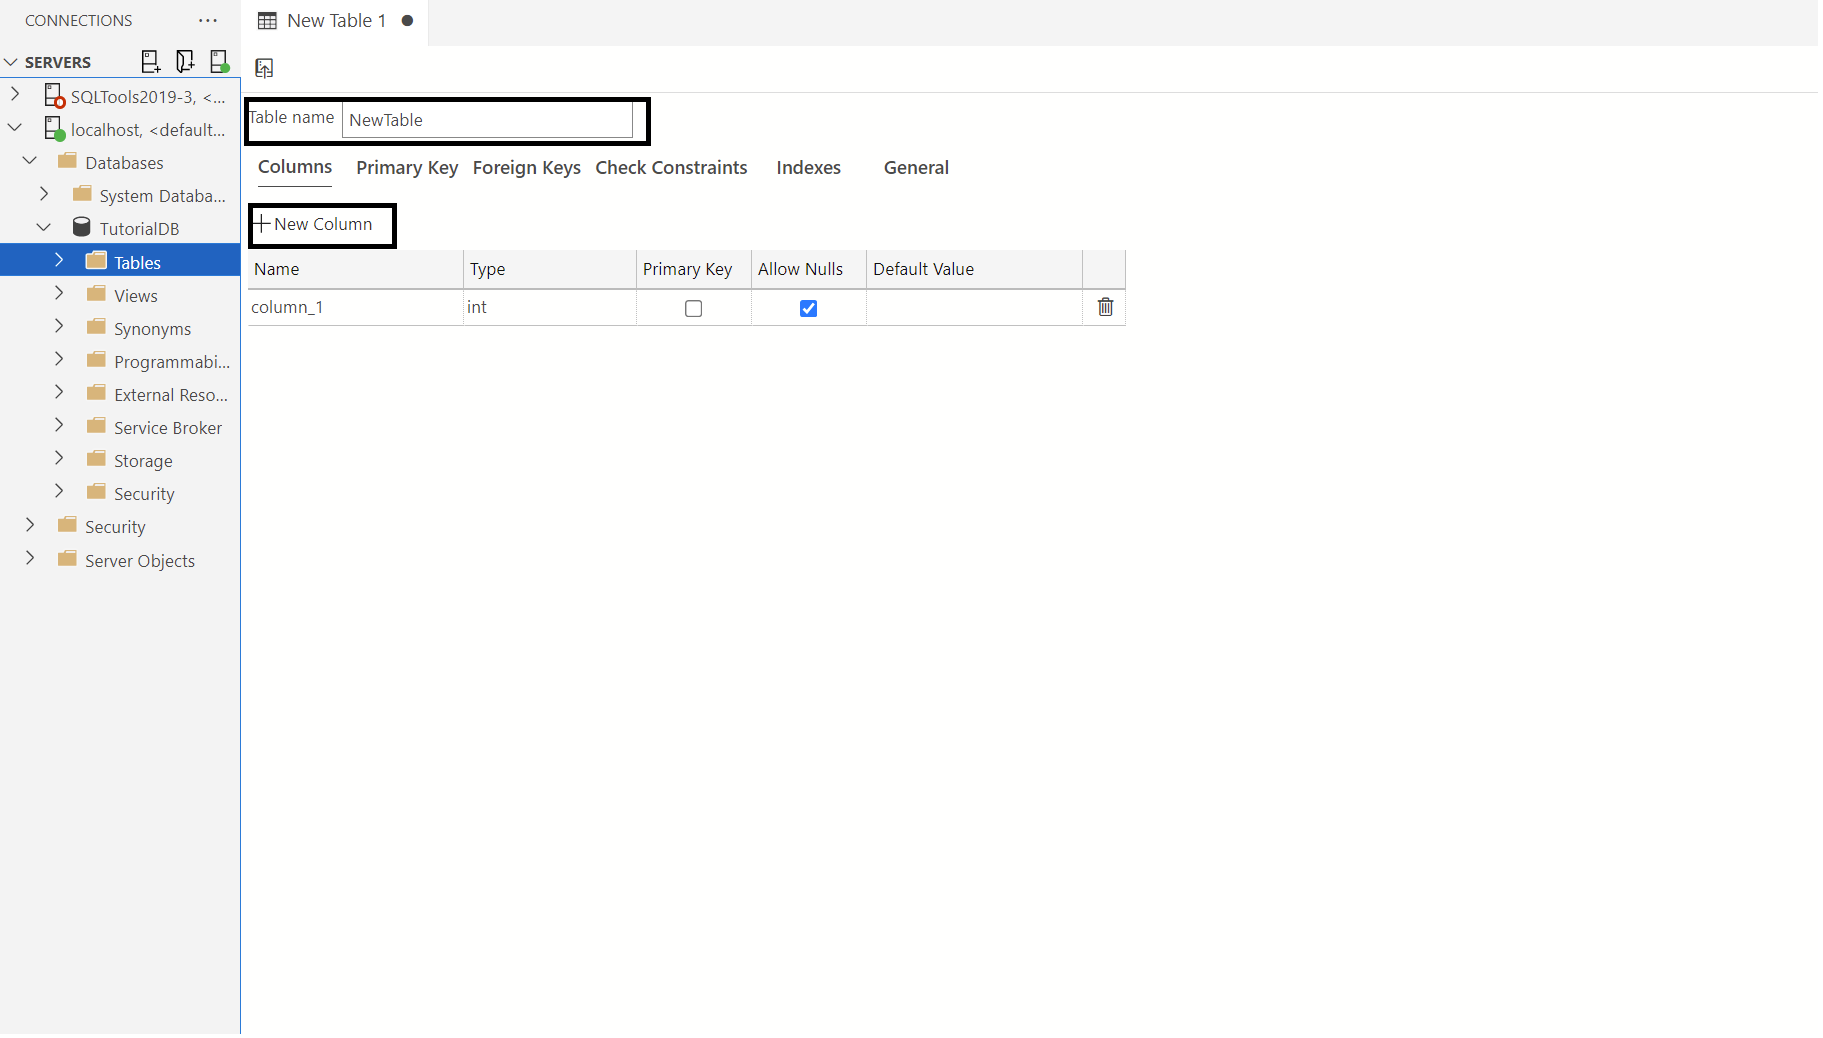 CONNECTIONS ...
SERVERS
SQLTools2019-3, <...
localhost, <default...
Databases
System Databa...
TutorialDB
Tables
Views
Synonyms
Programmabi...
External Reso...
Service Broker
Storage
Security
Security
Server Objects
New Table 1
Table name NewTable
Columns Primary Key Foreign Keys Check Constraints Indexes General
New Column
Name Type Primary Key Allow Nulls Default Value
column_1 int